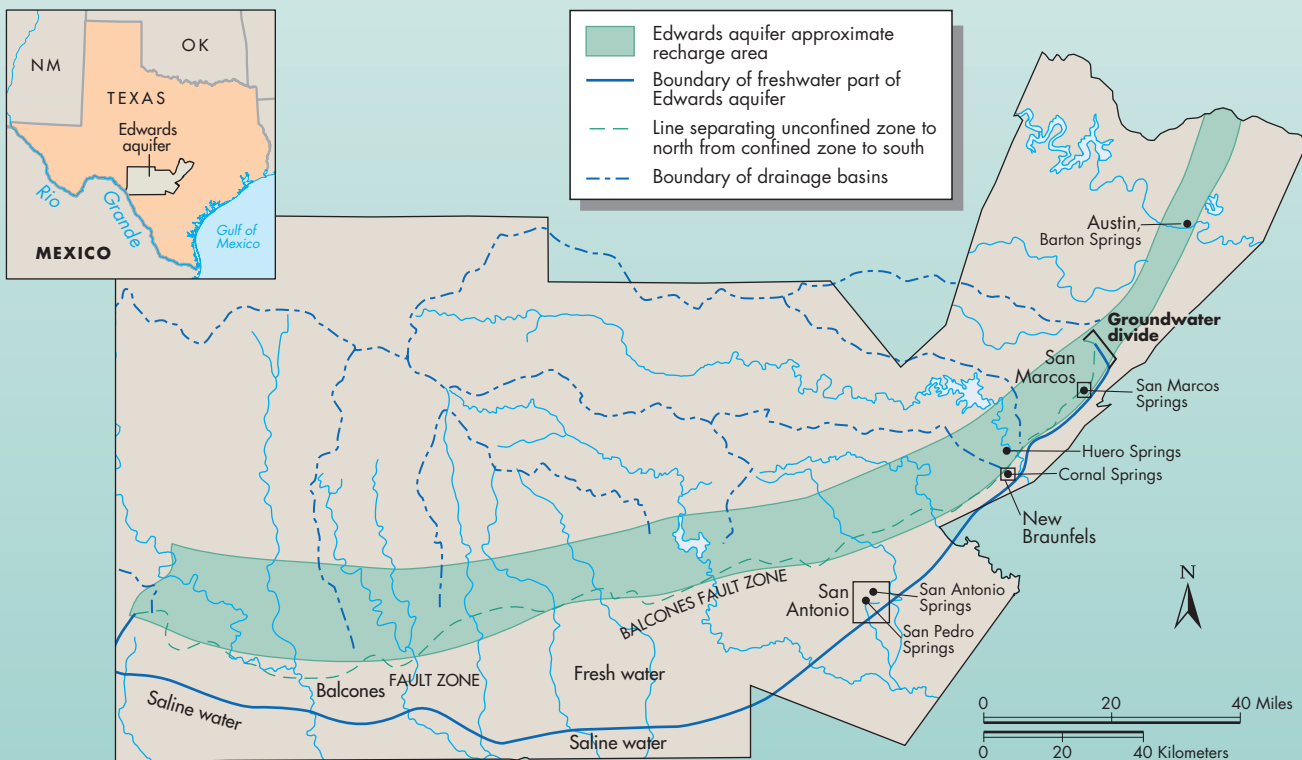 NM
OK
TEXAS
Edwards
aquifer
Rio
Grande
Gulf of
Mexico
MEXICO
Edwards aquifer approximate
recharge area
Boundary of freshwater part of
Edwards aquifer
Line separating unconfined zone to
north from confined zone to south
Boundary of drainage basins
Austin,
Barton Springs
Groundwater
divide
San
Marcos
San Marcos
Springs
Huero Springs
Cornal Springs
New
Braunfels
BALCONES FAULT ZONE
San
Antonio
San Antonio
Springs
San Pedro
Springs
N
Fresh water
Balcones FAULT ZONE
Saline water
Saline water
0 20 40 Miles
0 20 40 Kilometers